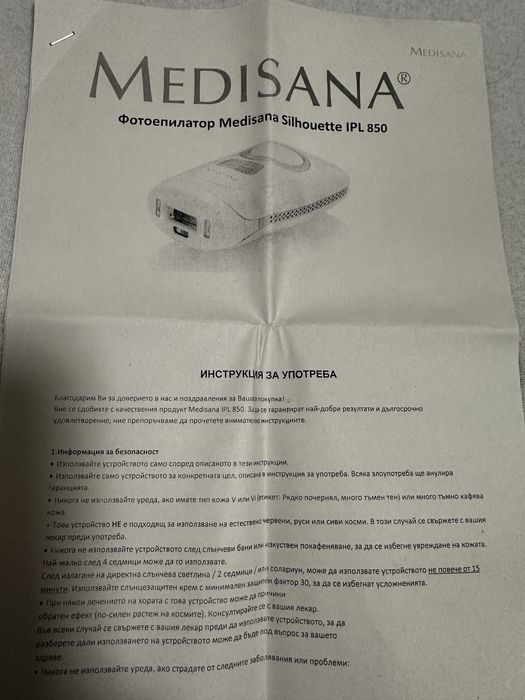 MEDISANA
MEDISANA®
Фотоепилатор Medisana Silhouette IPL 850
ИНСТРУКЦИЯ ЗА УПОТРЕБА
Благодарим Ви за доверието в нас и поздравления за Вашата покупка!
Вие се сдобихте с качествения продукт Medisana IPL 850. За да се гарантират най-добри резултати и дългосрочно
удовлетворение, ние препоръчваме да прочетете внимателно инструкциите.
1.Информация за безопасност
• Използвайте устройството само според описаното в тези инструкции.
• Използвайте само устройството за конкретната цел, описана в инструкция за употреба. Всяка злоупотреба ще анулира
гаранцията.
• Никога не използвайте уреда, ако имате тип кожа V или VI (етикет: Рядко почернял, много тъмен тен) или много тъмно кафява
кожа.
• Това устройство НЕ е подходящ за използване на естествено червени, руси или сиви косми. В този случай се свържете с вашия
лекар преди употреба.
• Никога не използвайте устройството след слънчеви бани или изкуствен покафеняване, за да се избегне увреждане на кожата.
Най-малко след 4 седмици може да го използвате.
След излагане на директна слънчева светлина / 2 седмици / или солариум, може да използвате устройството не повече от 15
минути. Използвайте слънцезащитен крем с минимален защитен фактор 30, за да се избегнат усложненията.
• При някои лечението на хората с това устройство може да причини
обратен ефект (по-силен растеж на космите). Консултирайте се с вашия лекар.
Във всеки случай се свържете с вашия лекар преди да използвате устройството, за да
разберете дали използването на устройството може да бъде под въпрос за вашето
здраве.
• Никога не използвайте уреда, ако страдате от следните заболявания или проблеми: